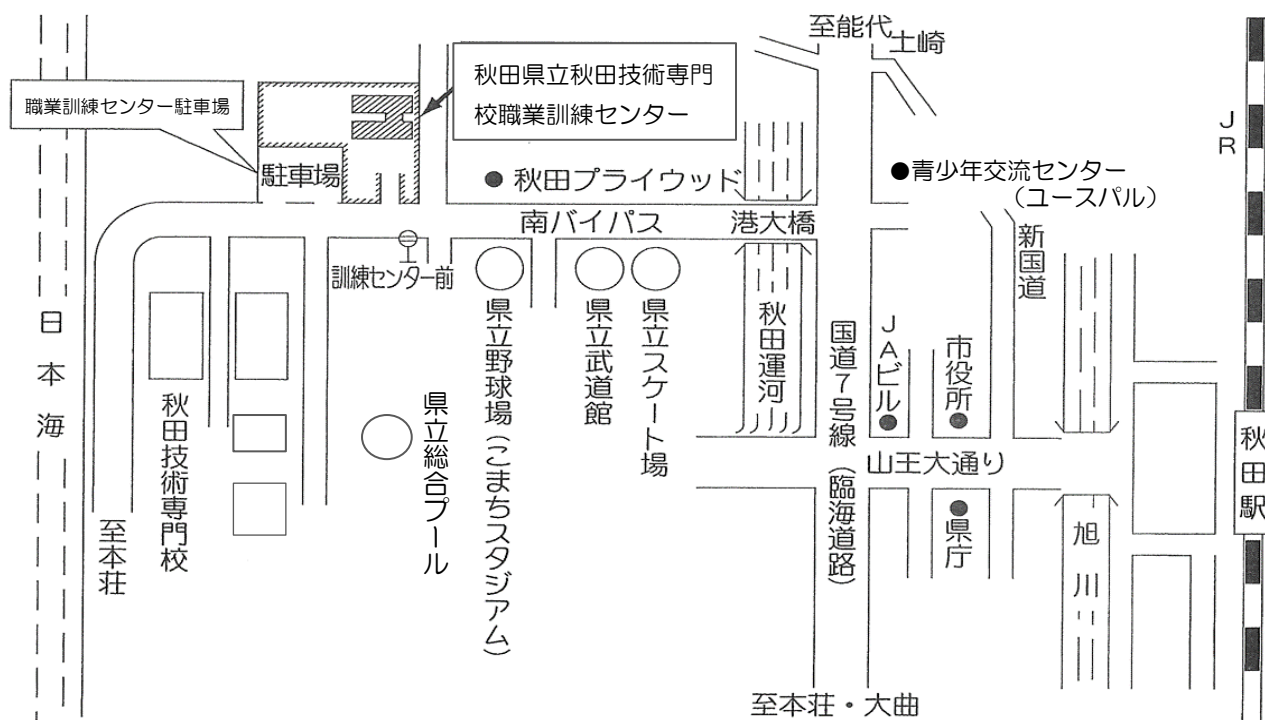 至能代
土崎
秋田県立秋田技術専門
校職業訓練センター
職業訓練センター駐車場
JR
駐車場
●秋田プライウッド
●青少年交流センター
（ユースパル）
南バイパス
港大橋
新国道
訓練センター前
日本海
県立野球場（こまちスタジアム）
県立武道館
県立スケート場
秋田運河
国道7号線（臨海道路）
JAビル
市役所
秋田技術専門校
県立総合プール
山王大通り
秋田駅
至本荘
県庁
旭川
至本荘・大曲